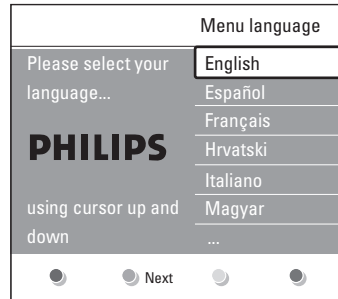 Menu language
Please select your
language...
PHILIPS
using cursor up and
down
English
Español
Français
Hrvatski
Italiano
Magyar
...
Next